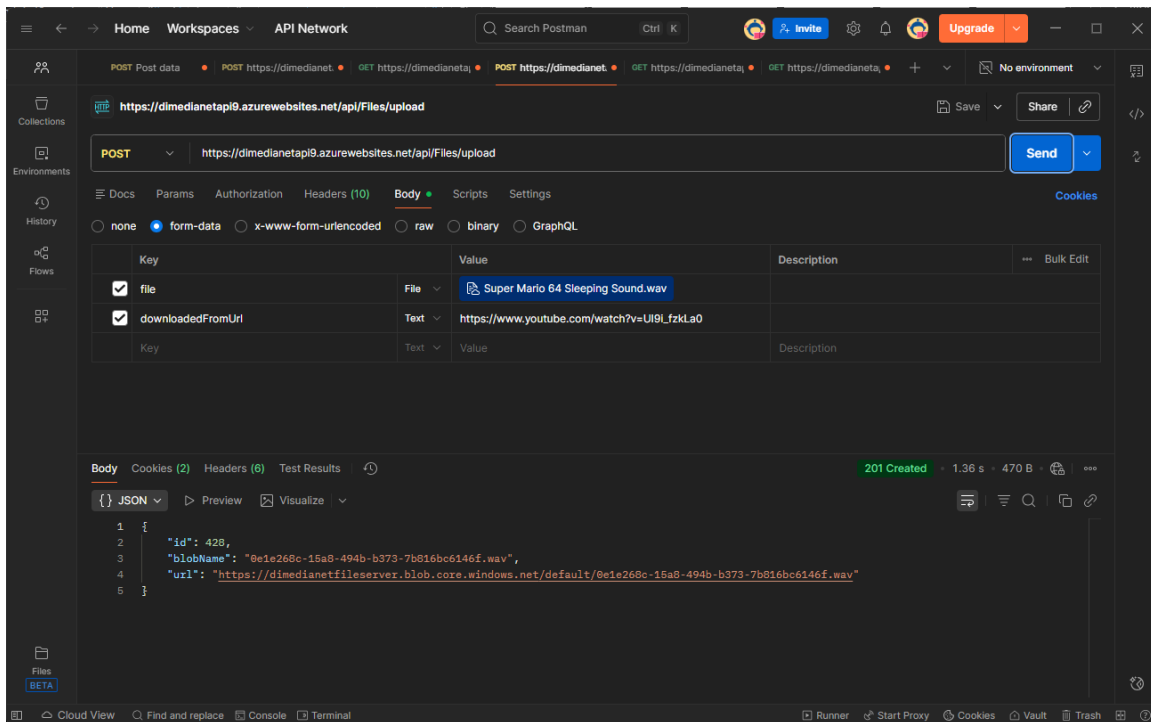 Home Workspaces API Network Search Postman Ctrl K Invite Upgrade
POST Post data POST https://dimedianet. GET https://dimedianeta POST https://dimedianet. GET https://dimedianeta GET https://dimedianeta No environment
HTTP https://dimedianetapi9.azurewebsites.net/api/Files/upload Save Share
Collections
POST https://dimedianetapi9.azurewebsites.net/api/Files/upload Send
Environments
Docs Params Authorization Headers (10) Body Scripts Settings Cookies
History
none form-data x-www-form-urlencoded raw binary GraphQL
Flows
Key Value Description Bulk Edit
file File Super Mario 64 Sleeping Sound.wav
downloadedFromUrl Text https://www.youtube.com/watch?v=UI9i_fzkLa0
Key Text Value Description
Body Cookies (2) Headers (6) Test Results 201 Created 1.36 s 470 B
{} JSON Preview Visualize
1 {
2 "id": 428,
3 "blobName": "0e1e268c-15a8-494b-b373-7b816bc6146f.wav",
4 "url": "https://dimedianetfileserver.blob.core.windows.net/default/0e1e268c-15a8-494b-b373-7b816bc6146f.wav"
5 }
Files
BETA
Cloud View Find and replace Console Terminal Runner Start Proxy Cookies Vault Trash